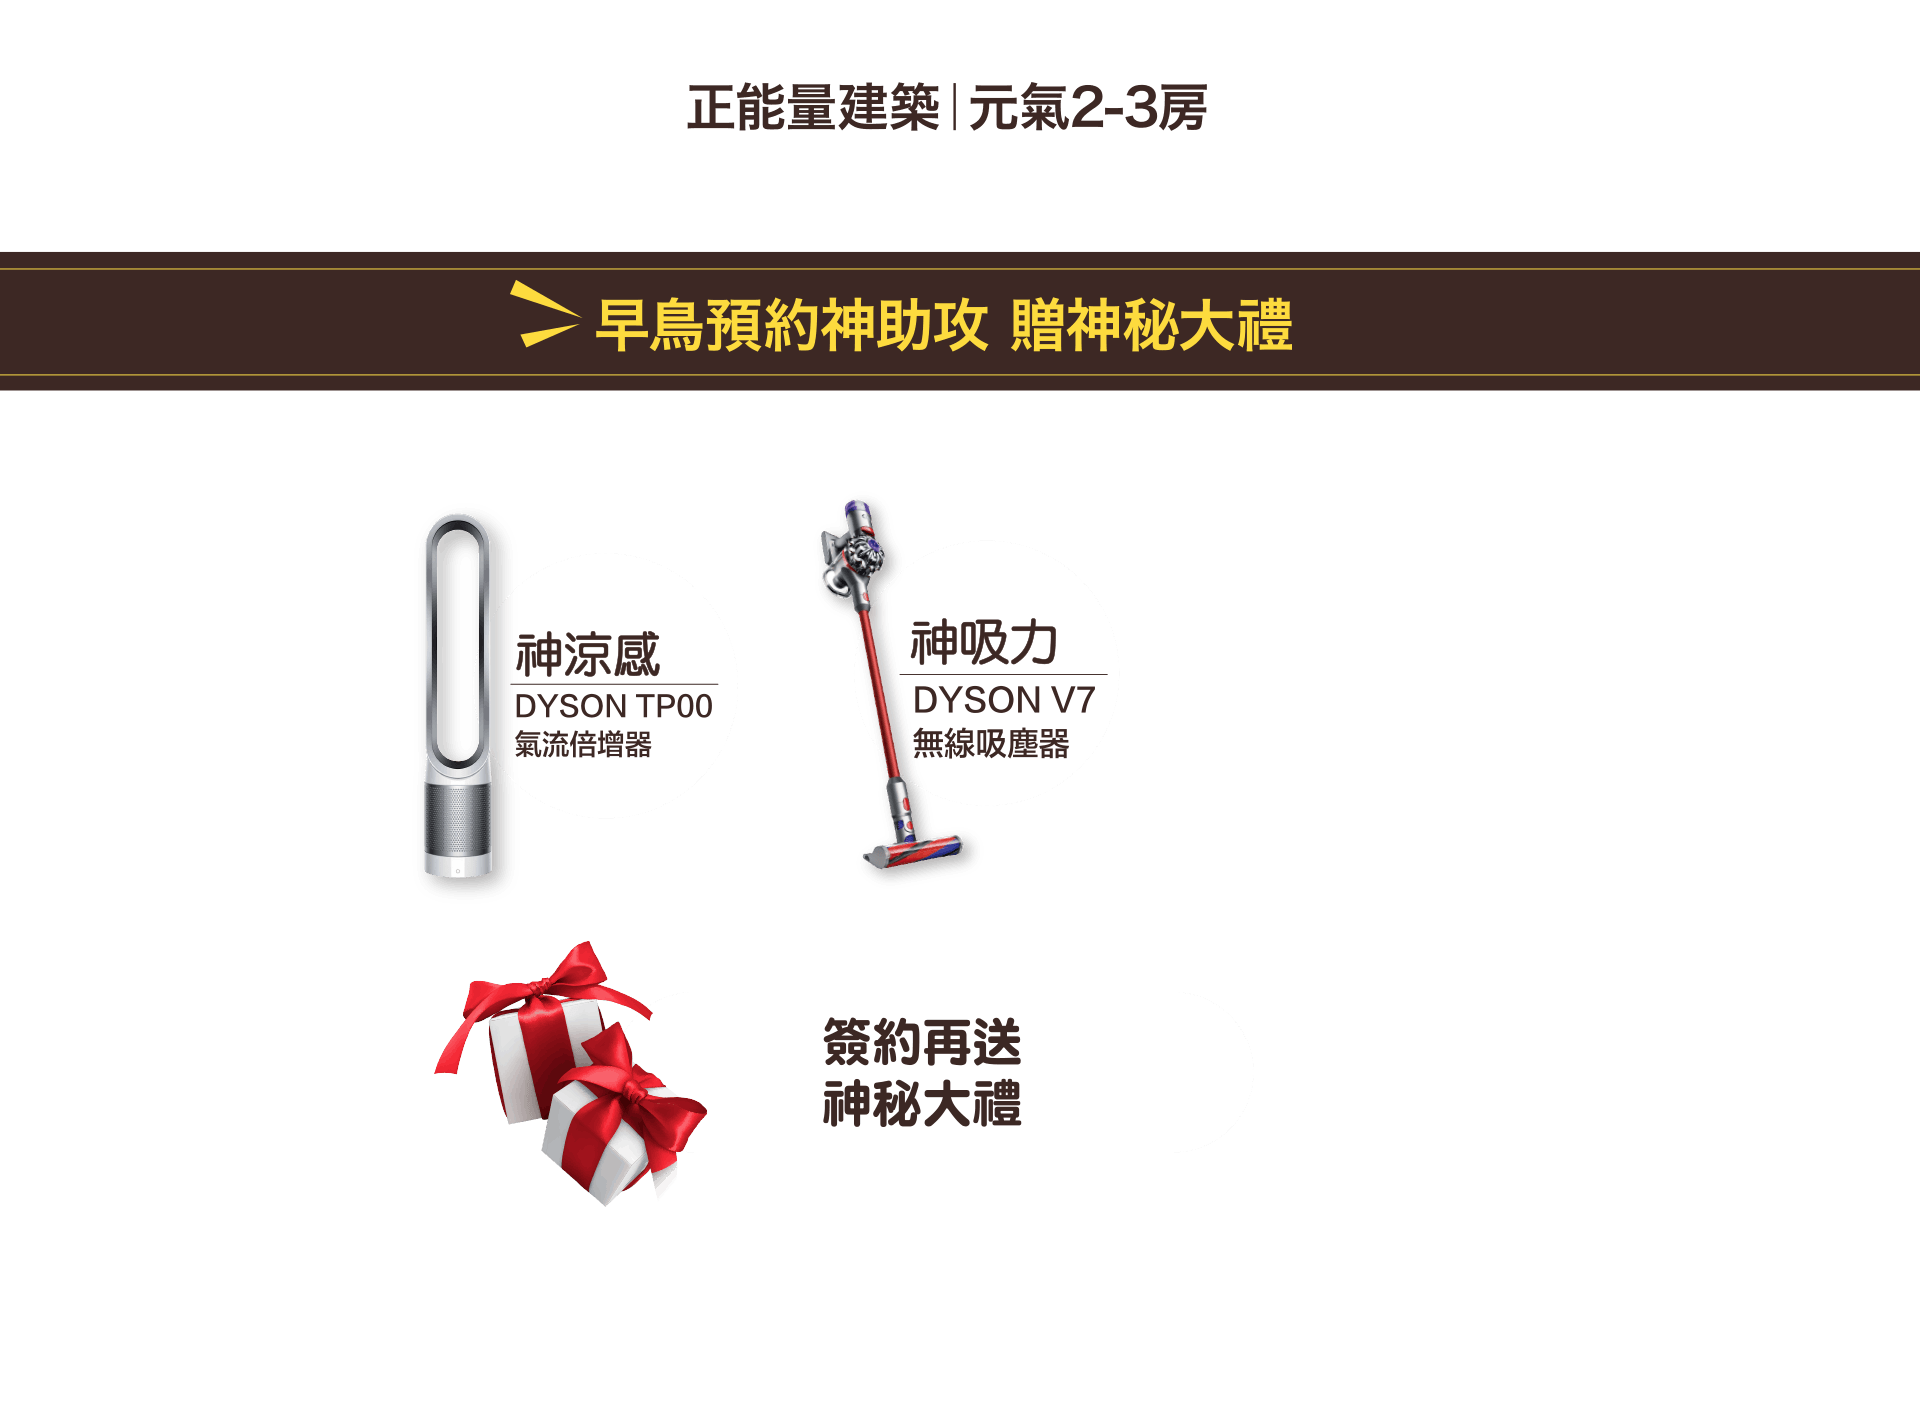 正能量建築|元氣2-3房
早鳥預約神助攻 贈神秘大禮
神涼感
DYSON TP00
氣流倍增器
神吸力
DYSON V7
無線吸塵器
簽約再送
神秘大禮